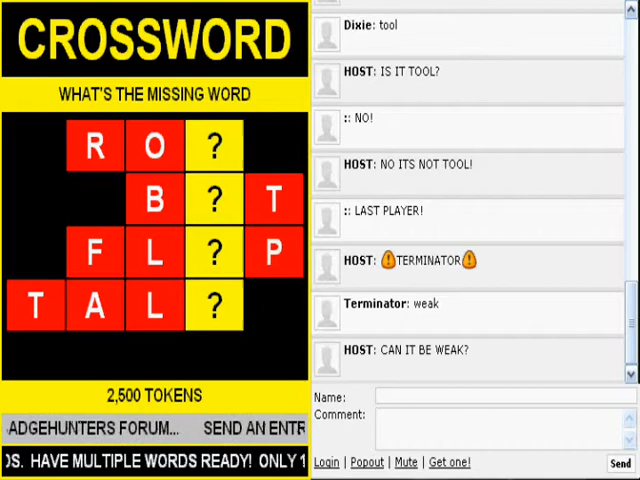 CROSSWORD
WHAT'S THE MISSING WORD
R O ?
B ? T
F L ? P
T A L ?
2,500 TOKENS
ADGEHUNTERS FORUM... SEND AN ENTR
DS. HAVE MULTIPLE WORDS READY! ONLY 1
Dixie: tool
HOST: IS IT TOOL?
:: NO!
HOST: NO ITS NOT TOOL!
:: LAST PLAYER!
HOST: TERMINATOR
Terminator: weak
HOST: CAN IT BE WEAK?
Name:
Comment:
Login | Popout | Mute | Get one!
Send